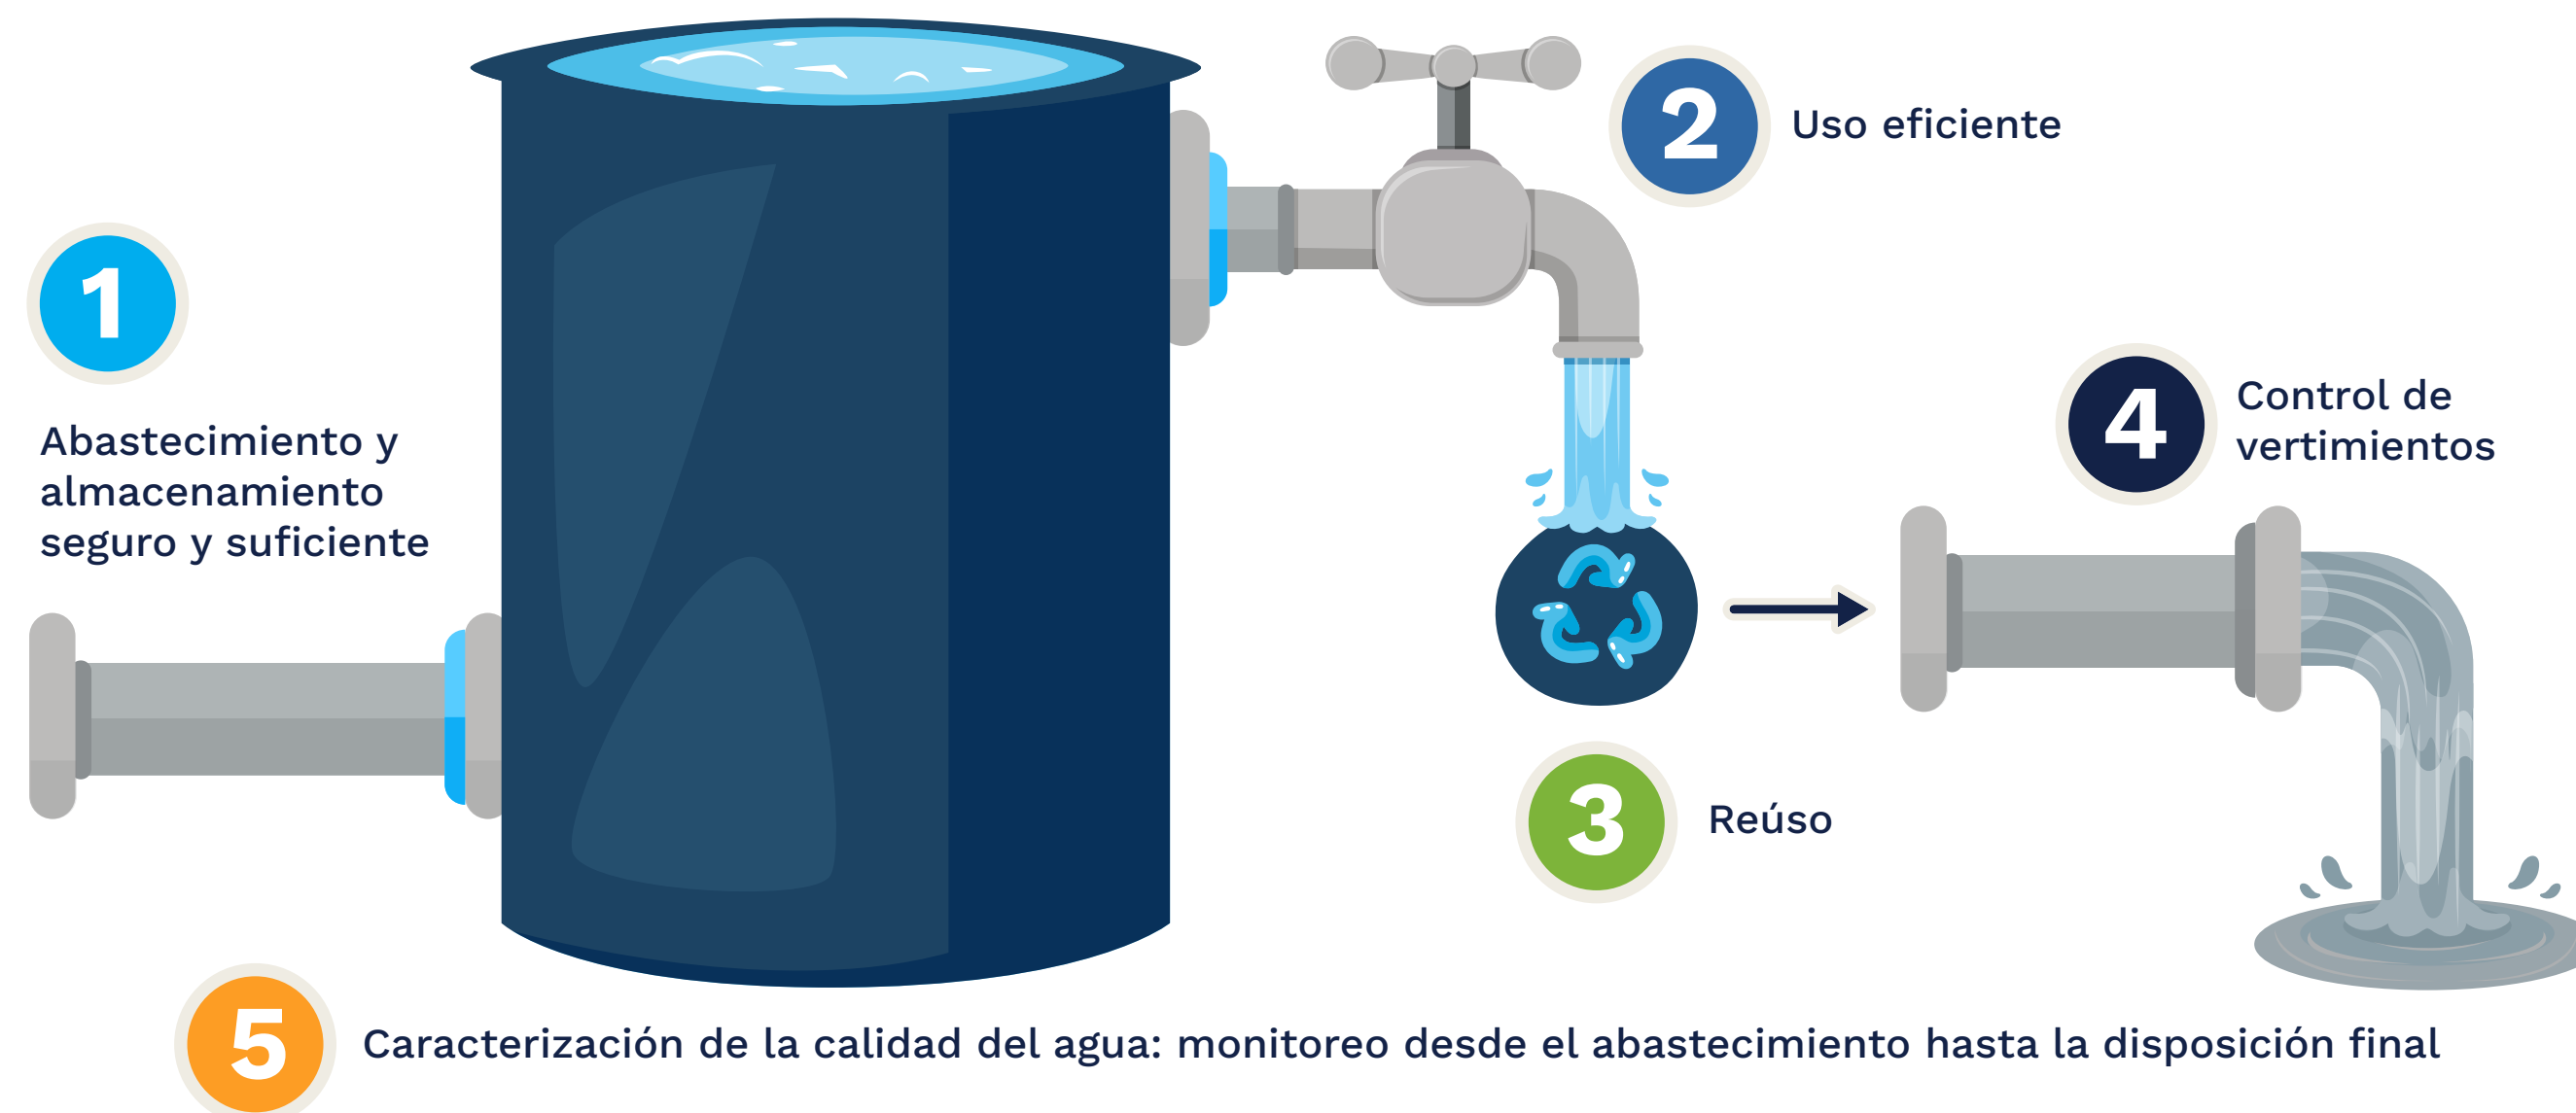 1
Abastecimiento y
almacenamiento
seguro y suficiente
2
Uso eficiente
3
Reúso
4
Control de
vertimientos
5
Caracterización de la calidad del agua: monitoreo desde el abastecimiento hasta la disposición final